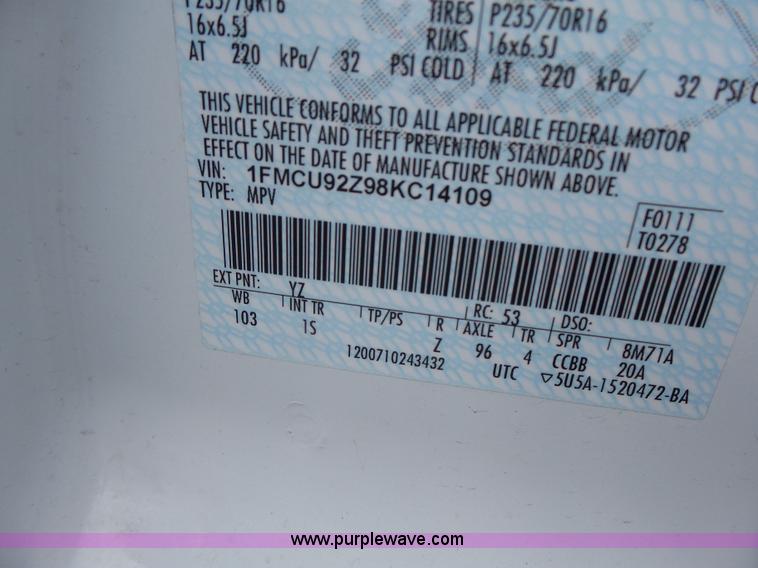 P235/70R16
TIRES P235/70R16
16x6.5J
RIMS 16x6.5J
AT 220 kPa/ 32 PSI COLD
AT 220 kPa/ 32 PSI
THIS VEHICLE CONFORMS TO ALL APPLICABLE FEDERAL MOTOR
VEHICLE SAFETY AND THEFT PREVENTION STANDARDS IN
EFFECT ON THE DATE OF MANUFACTURE SHOWN ABOVE.
VIN: 1FMCU92Z98KC14109
TYPE: MPV
F0111
T0278
EXT PNT: YZ RC: 53 DSO:
WB INT TR TP/PS R AXLE TR SPR 8M71A
103 1S Z 96 4 CCBB 20A
1200710243432 UTC ▽5U5A-1520472-BA
www.purplewave.com